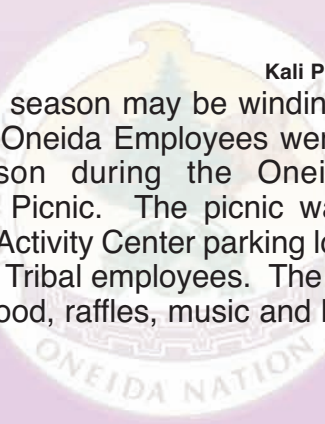 Kali P
season may be windin
Oneida Employees wer
son during the Onei
Picnic. The picnic wa
Activity Center parking lo
Tribal employees. The
ood, raffles, music and
ONEIDA NATION